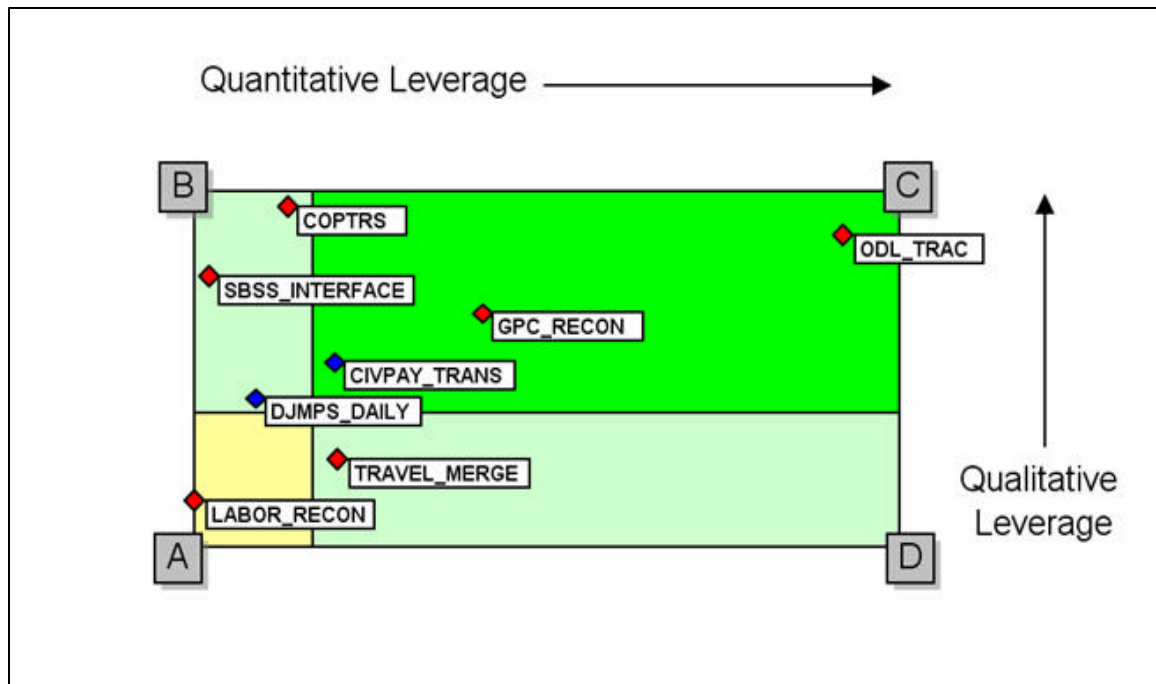 Quantitative Leverage
B
C
COPTRS
ODL_TRAC
SBSS_INTERFACE
GPC_RECON
CIVPAY_TRANS
DJMPS_DAILY
TRAVEL_MERGE
Qualitative
Leverage
LABOR_RECON
A
D